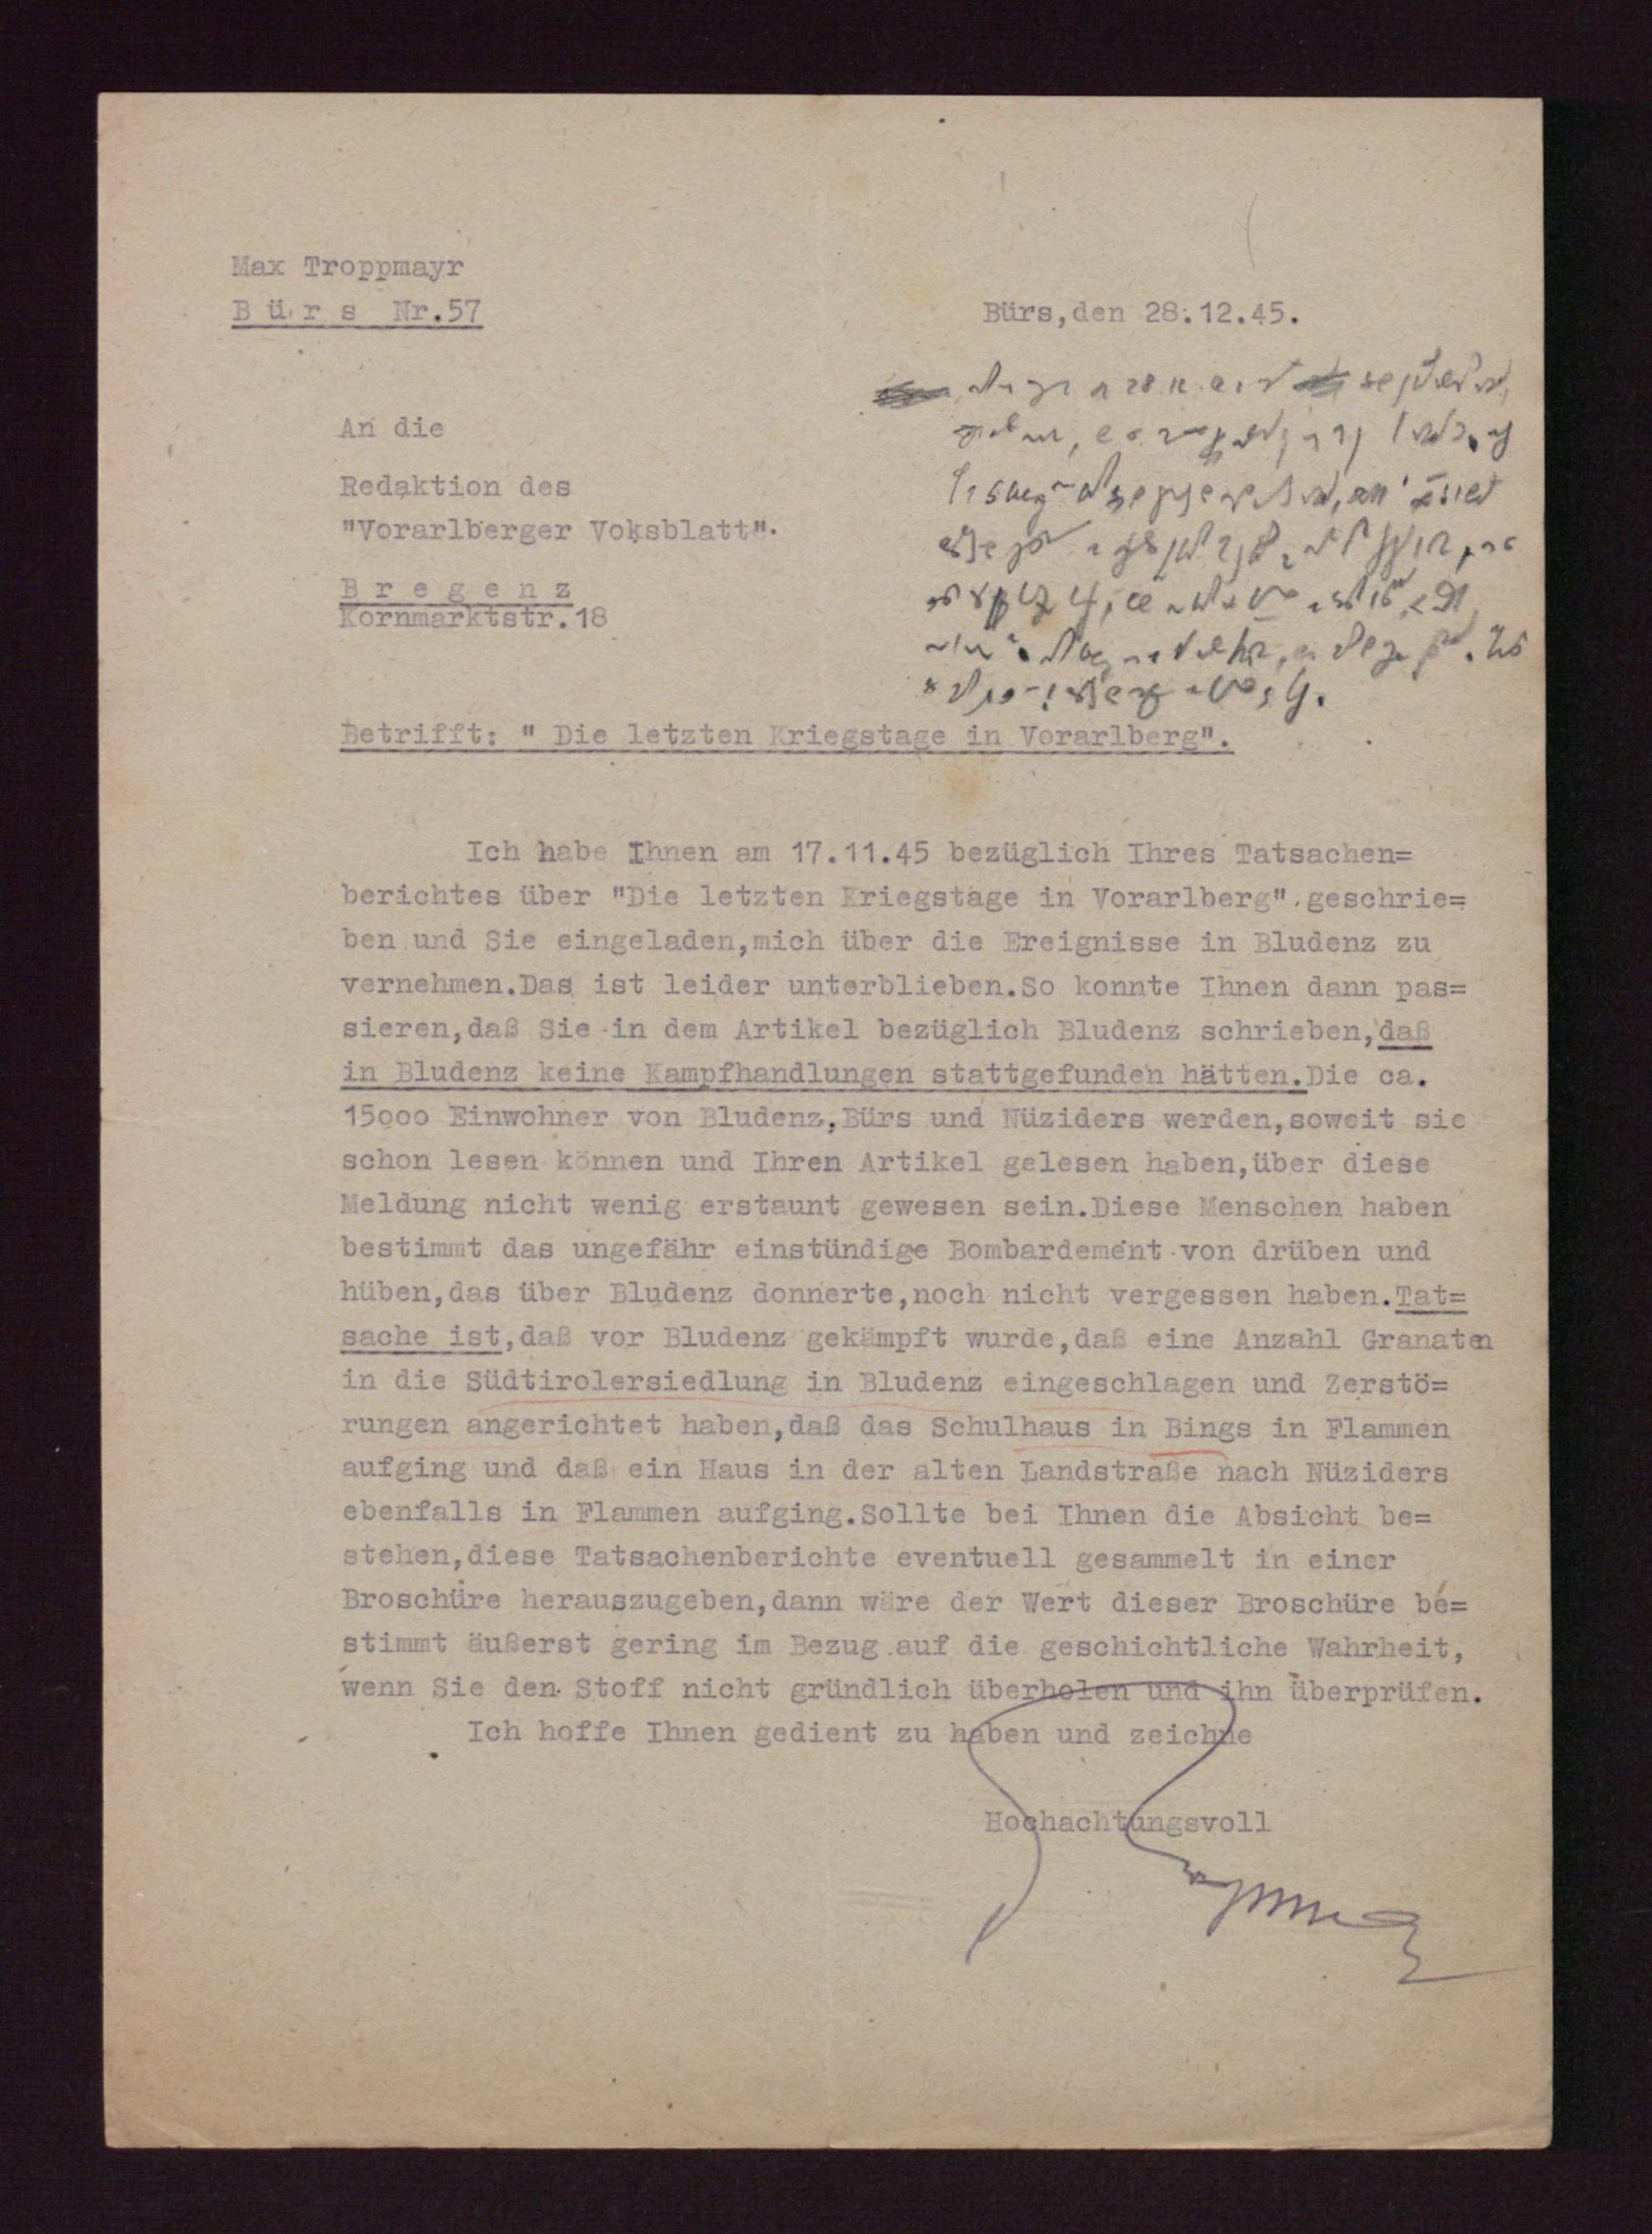 Max Troppmayr
B ü r s  Nr.57
Bürs,den 28.12.45.
An die
Redaktion des
"Vorarlberger Voksblatt".
B r e g e n z
Kornmarktstr.18
Betrifft: " Die letzten Kriegstage in Vorarlberg".
Ich habe Ihnen am 17.11.45 bezüglich Ihres Tatsachen=
berichtes über "Die letzten Kriegstage in Vorarlberg".geschrie=
ben und Sie eingeladen,mich über die Ereignisse in Bludenz zu
vernehmen.Das ist leider unterblieben.So konnte Ihnen dann pas=
sieren,daß Sie in dem Artikel bezüglich Bludenz schrieben,daß
in Bludenz keine Kampfhandlungen stattgefunden hätten.Die ca.
15ooo Einwohner von Bludenz,Bürs und Nüziders werden,soweit sie
schon lesen können und Ihren Artikel gelesen haben,über diese
Meldung nicht wenig erstaunt gewesen sein.Diese Menschen haben
bestimmt das ungefähr einstündige Bombardement von drüben und
hüben,das über Bludenz donnerte,noch nicht vergessen haben.Tat=
sache ist,daß vor Bludenz gekämpft wurde,daß eine Anzahl Granaten
in die Südtirolersiedlung in Bludenz eingeschlagen und Zerstö=
rungen angerichtet haben,daß das Schulhaus in Bings in Flammen
aufging und daß ein Haus in der alten Landstraße nach Nüziders
ebenfalls in Flammen aufging.Sollte bei Ihnen die Absicht be=
stehen,diese Tatsachenberichte eventuell gesammelt in einer
Broschüre herauszugeben,dann wäre der Wert dieser Broschüre be=
stimmt äußerst gering im Bezug auf die geschichtliche Wahrheit,
wenn Sie den Stoff nicht gründlich überholen und ihn überprüfen.
Ich hoffe Ihnen gedient zu haben und zeichne
Hochachtungsvoll